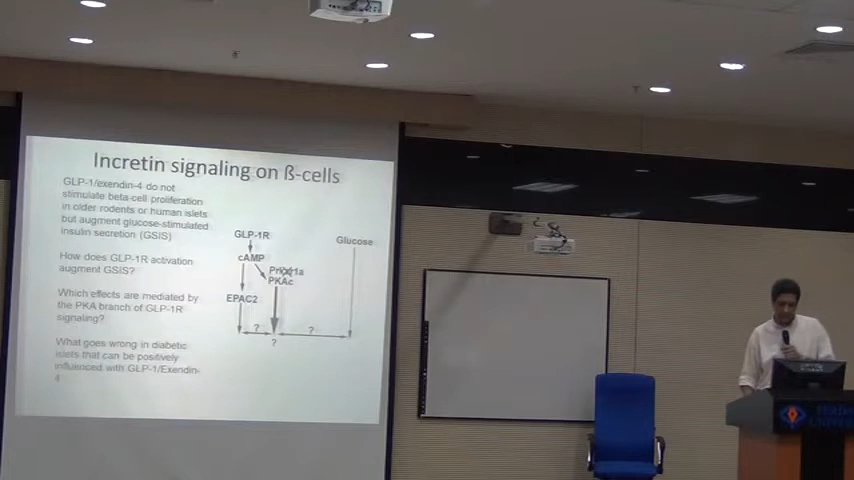 Incretin signaling on ß-cells
GLP-1/exendin-4 do not
stimulate beta-cell proliferation
in older rodents or human islets
but augment glucose-stimulated
insulin secretion (GSIS)
How does GLP-1R activation
augment GSIS?
Which effects are mediated by
the PKA branch of GLP-1R
signaling?
What goes wrong in diabetic
islets that can be positively
influenced with GLP-1/Exendin-
4
GLP-1R
Glucose
cAMP
PKAc
EPAC2
?
?
?